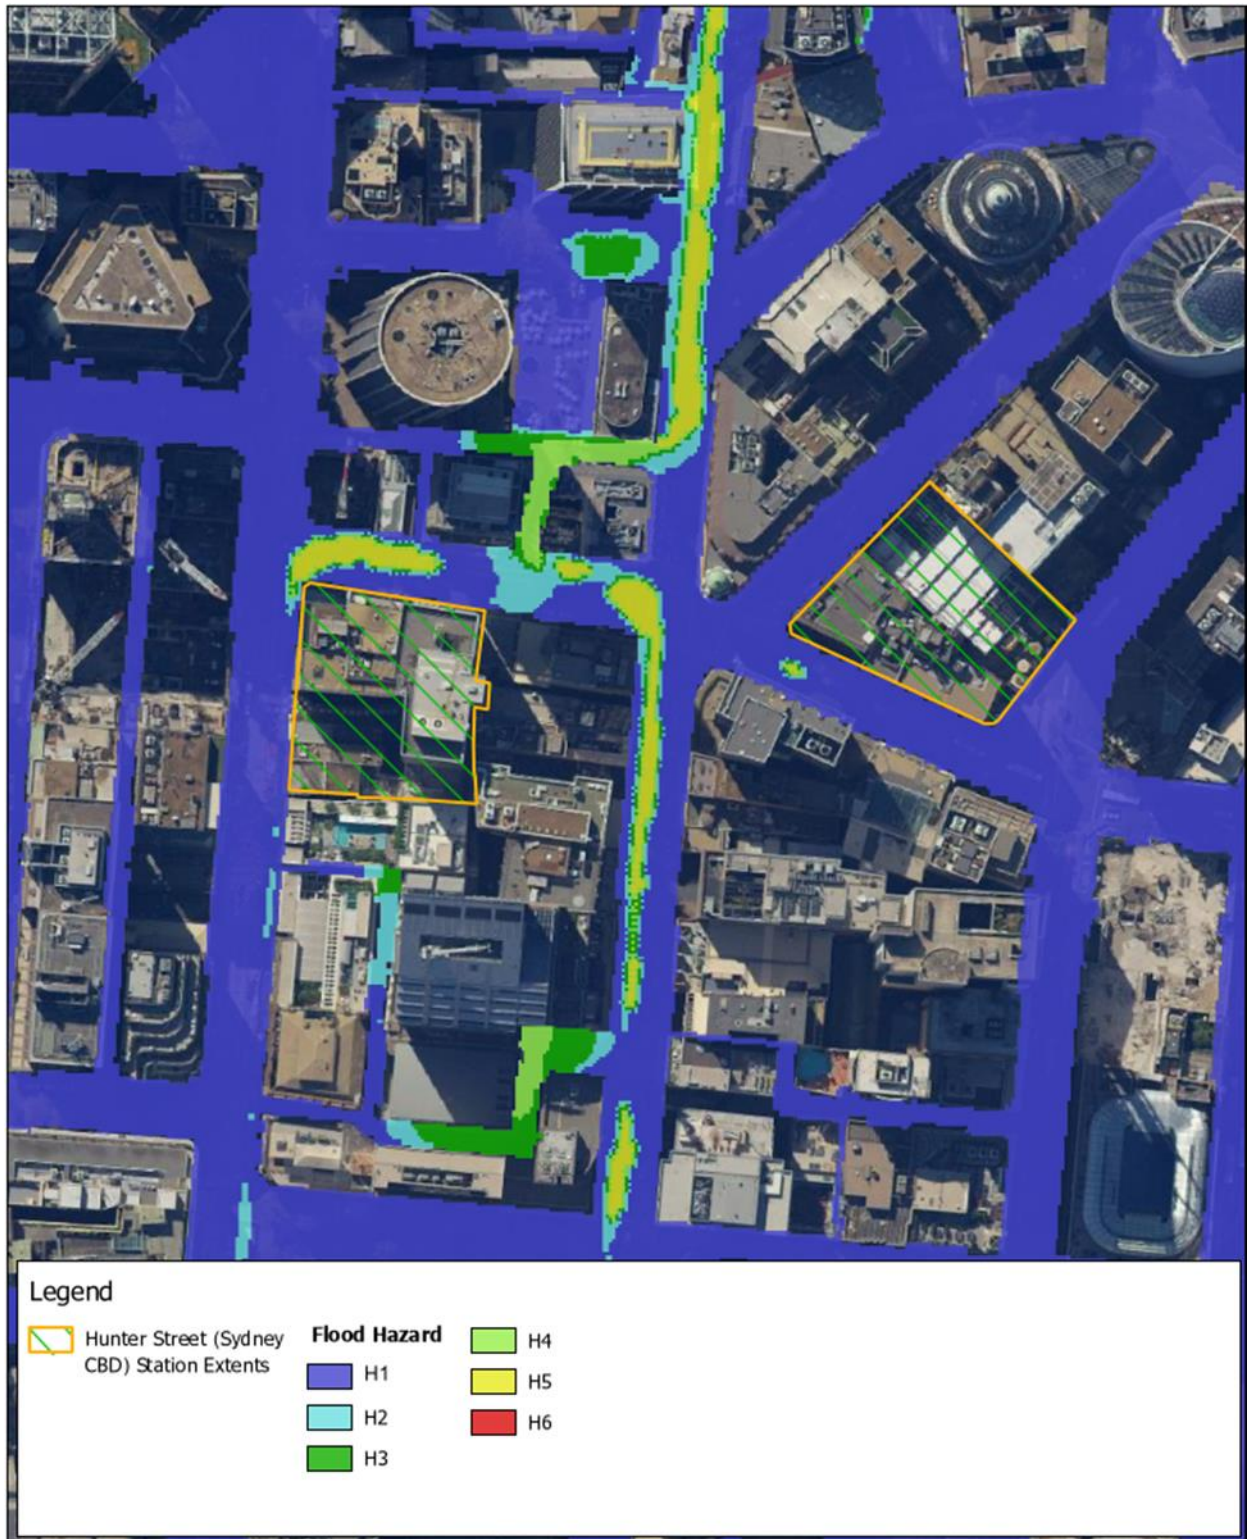 Legend
Hunter Street (Sydney
CBD) Station Extents
Flood Hazard
H1
H2
H3
H4
H5
H6